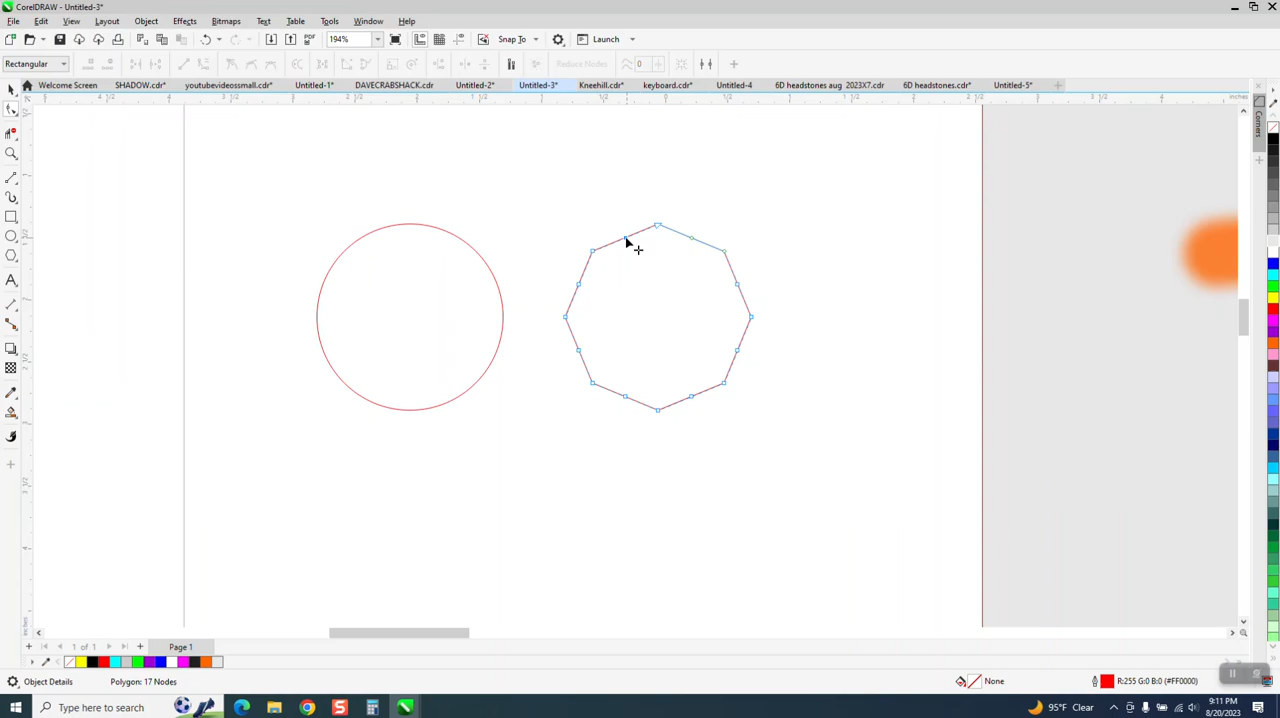 CorelDRAW - Untitled-3*
File Edit View Layout Object Effects Bitmaps Text Table Tools Window Help
PDF 194% Snap To Launch
Rectangular Reduce Nodes 0
Welcome Screen SHADOW.cdr* youtubevideossmall.cdr* Untitled-1* DAVECRABSHACK.cdr Untitled-2* Untitled-3* Kneehill.cdr* keyboard.cdr* Untitled-4 6D headstones aug 2023X7.cdr 6D headstones.cdr* Untitled-5*
inches
Corners
1 of 1 Page 1
Object Details Polygon: 17 Nodes None R:255 G:0 B:0 (#FF0000)
Type here to search 95°F Clear 9:11 PM
8/20/2023